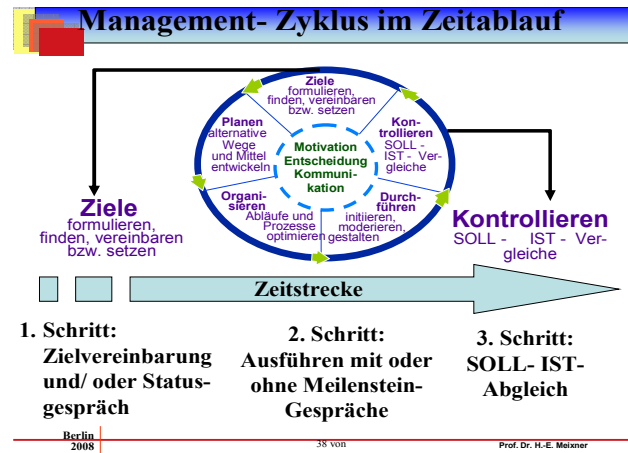 Management- Zyklus im Zeitablauf
Ziele
formulieren,
finden, vereinbaren
bzw. setzen
Planen
alternative
Wege
und Mittel
entwickeln
Kon-
trollieren
SOLL -
IST - Ver-
gleiche
Motivation
Entscheidung
Kommuni-
kation
Organi-
sieren
Abläufe und
Prozesse
optimieren
Durch-
führen
initiieren,
moderieren,
gestalten
Ziele
formulieren,
finden, vereinbaren
bzw. setzen
Kontrollieren
SOLL - IST - Ver-
gleiche
Zeitstrecke
1. Schritt:
Zielvereinbarung
und/ oder Status-
gespräch
2. Schritt:
Ausführen mit oder
ohne Meilenstein-
Gespräche
3. Schritt:
SOLL- IST-
Abgleich
Berlin
2008
38 von
Prof. Dr. H.-E. Meixner